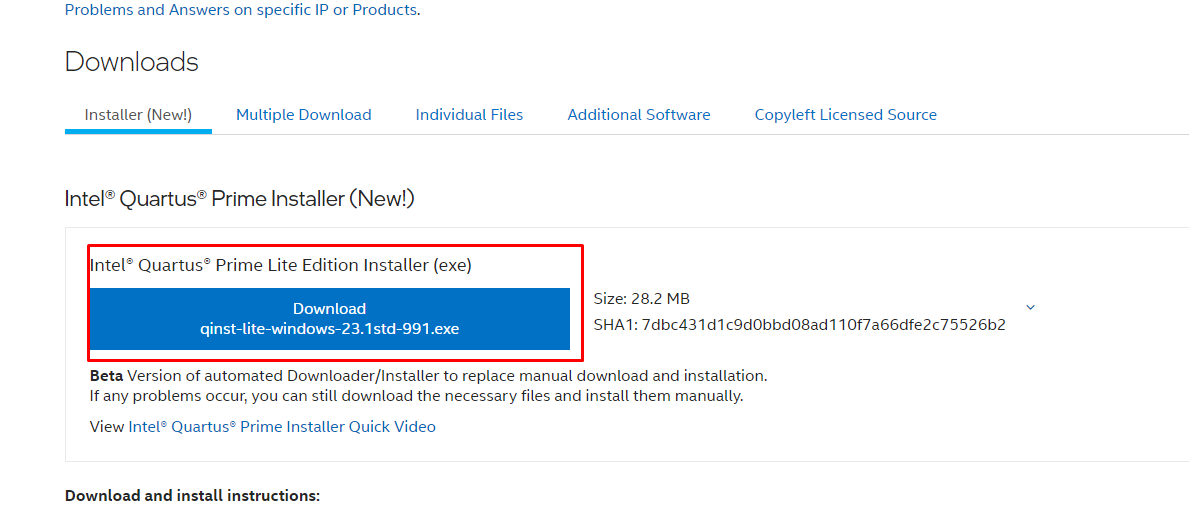 Problems and Answers on specific IP or Products.
Downloads
Installer (New!) Multiple Download Individual Files Additional Software Copyleft Licensed Source
Intel® Quartus® Prime Installer (New!)
Intel® Quartus® Prime Lite Edition Installer (exe)
Download
qinst-lite-windows-23.1std-991.exe
Size: 28.2 MB
SHA1: 7dbc431d1c9d0bbd08ad110f7a66dfe2c75526b2
Beta Version of automated Downloader/Installer to replace manual download and installation.
If any problems occur, you can still download the necessary files and install them manually.
View Intel® Quartus® Prime Installer Quick Video
Download and install instructions: